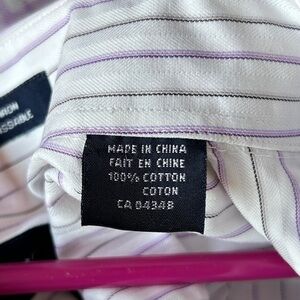 MADE IN CHINA
FAIT EN CHINE
100% COTTON
COTON
CA 04348